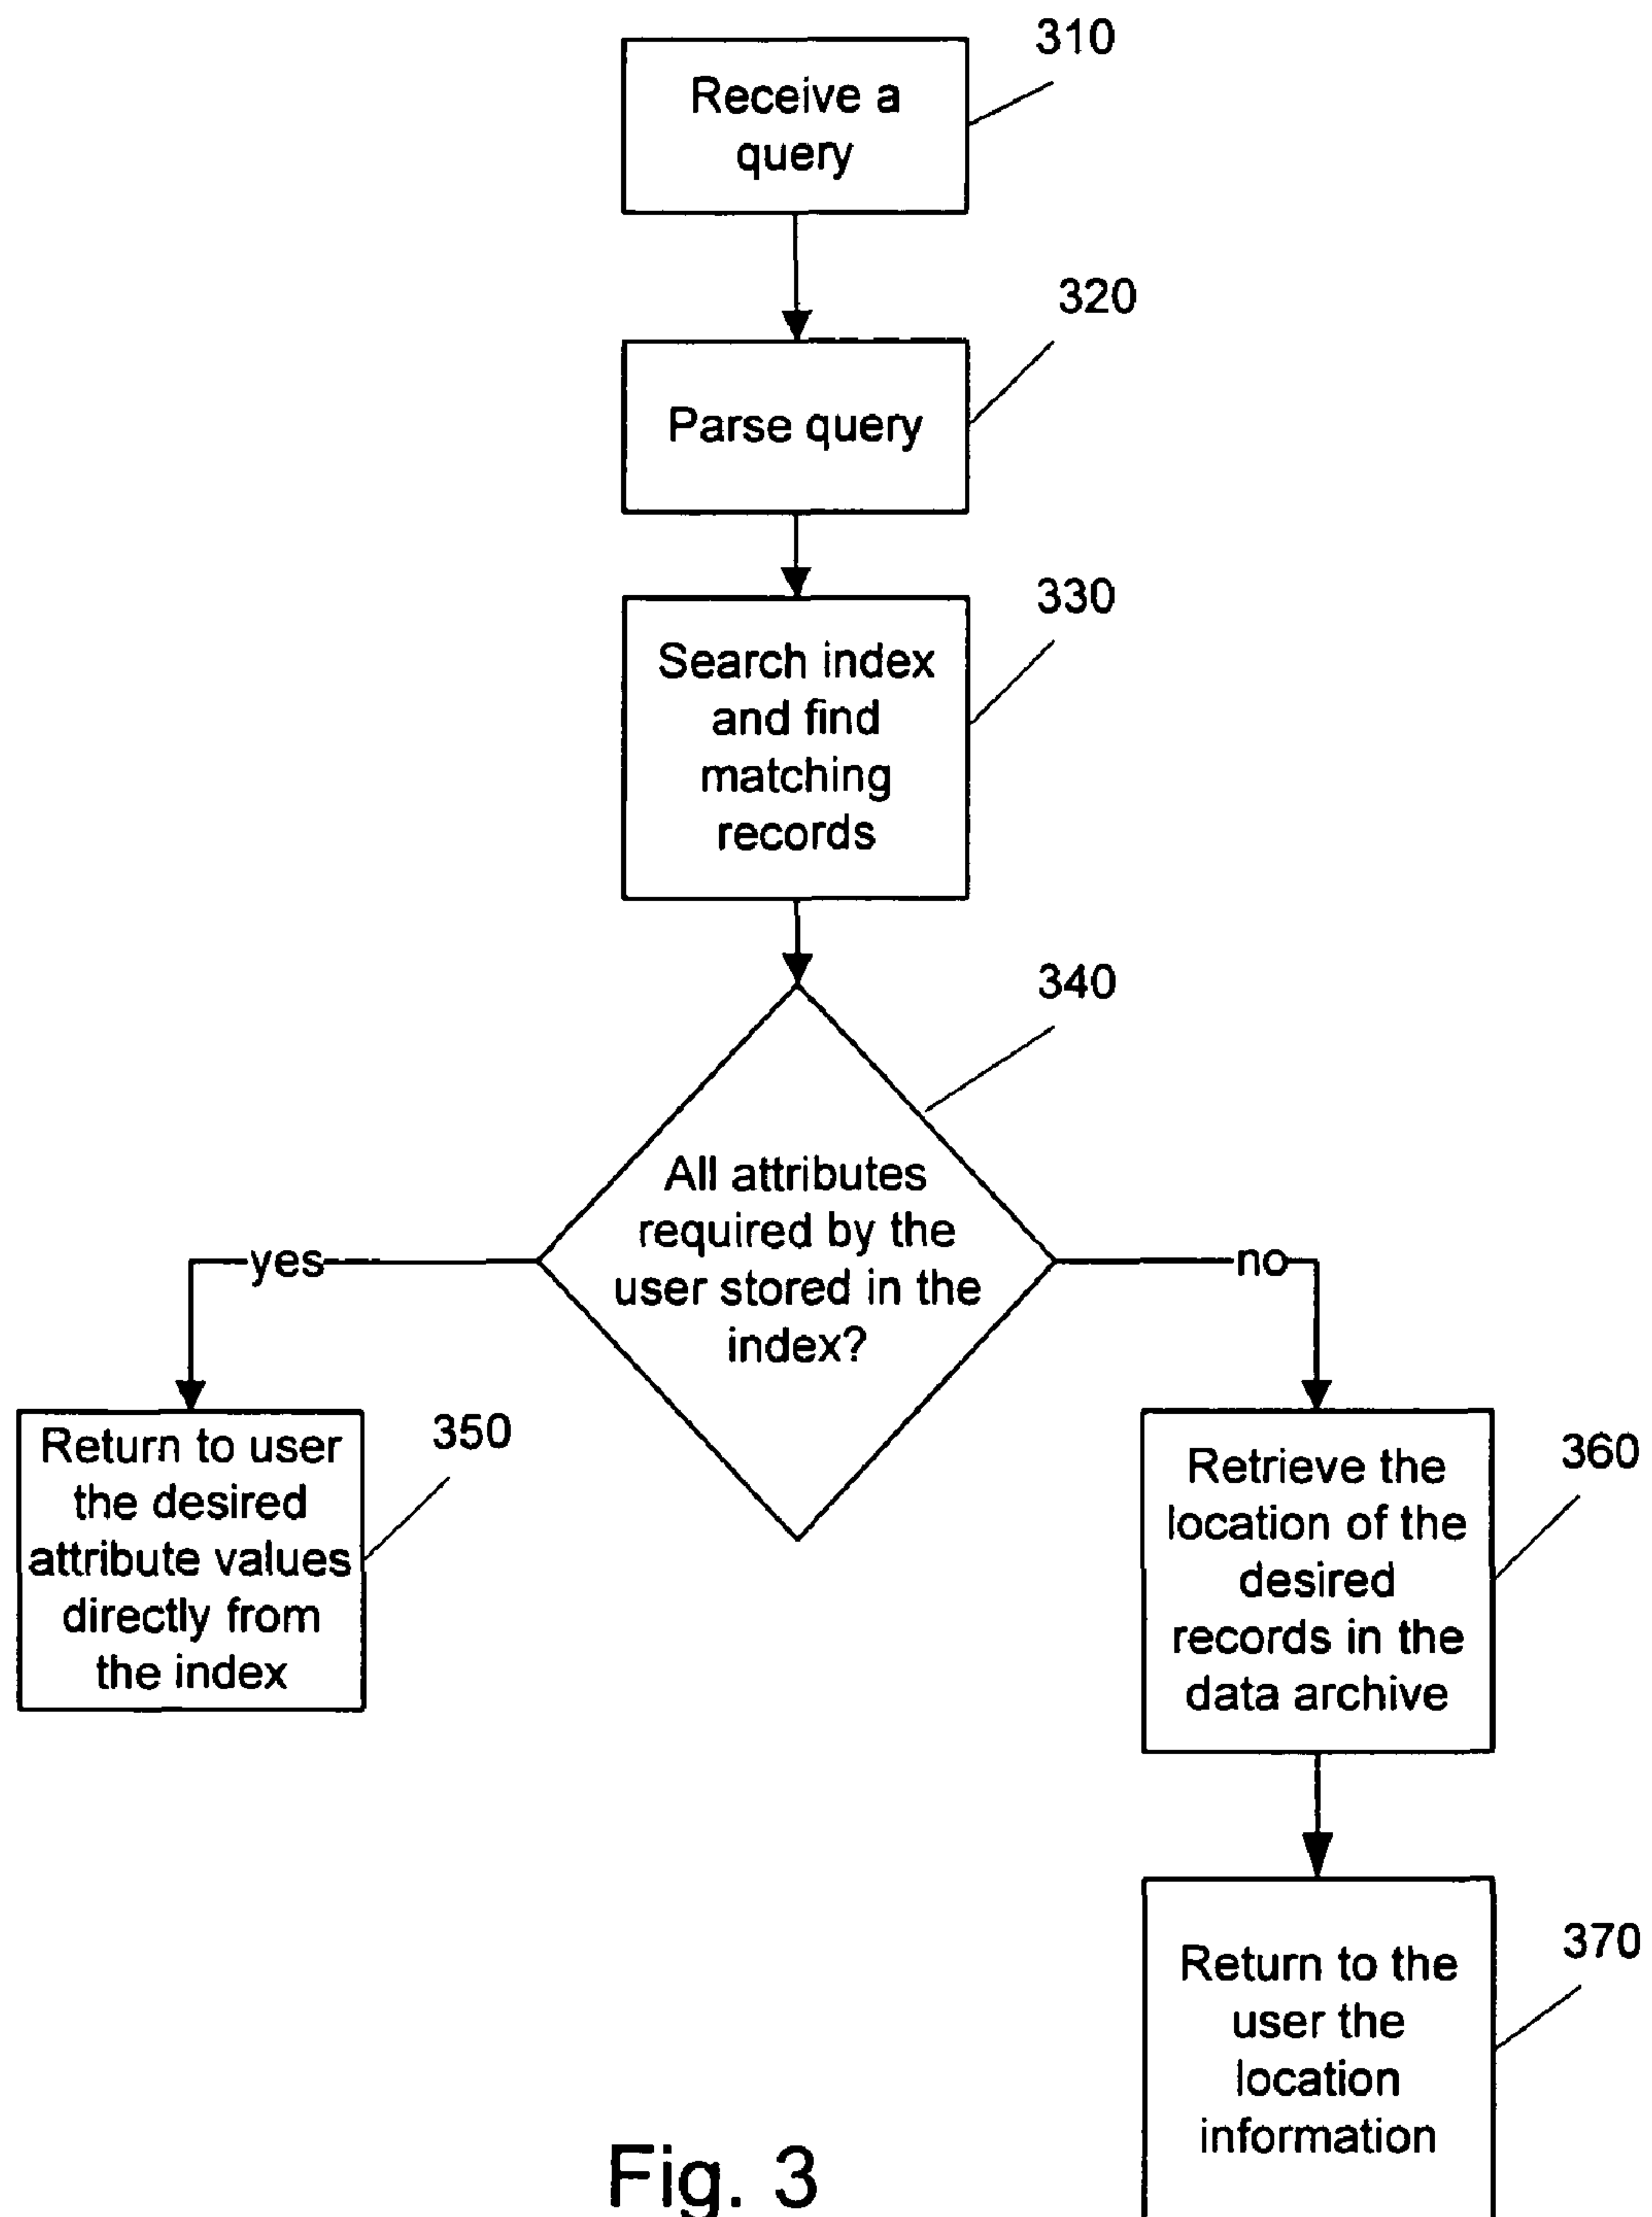 310
Receive a
query
320
Parse query
330
Search index
and find
matching
records
340
All attributes
required by the
user stored in the
index?
yes
no
350
Return to user
the desired
attribute values
directly from
the index
360
Retrieve the
location of the
desired
records in the
data archive
370
Return to the
user the
location
information
Fig. 3